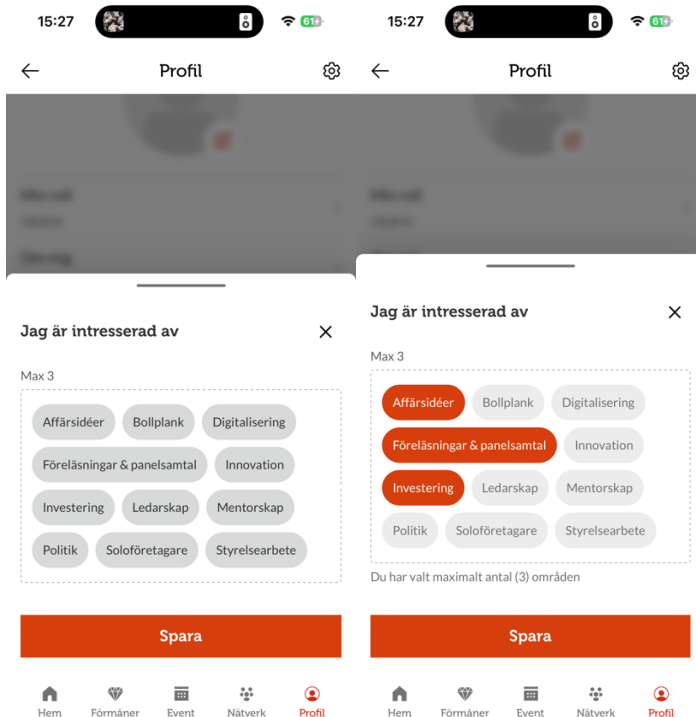 15:27
61
Profil
Jag är intresserad av
Max 3
Affärsidéer Bollplank Digitalisering
Föreläsningar & panelsamtal Innovation
Investering Ledarskap Mentorskap
Politik Soloföretagare Styrelsearbete
Spara
Hem Förmåner Event Nätverk Profil
15:27
61
Profil
Jag är intresserad av
Max 3
Affärsidéer Bollplank Digitalisering
Föreläsningar & panelsamtal Innovation
Investering Ledarskap Mentorskap
Politik Soloföretagare Styrelsearbete
Du har valt maximalt antal (3) områden
Spara
Hem Förmåner Event Nätverk Profil